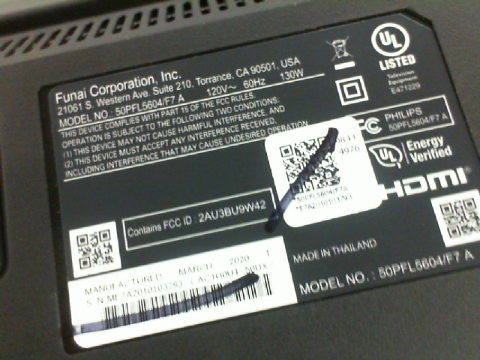 Funai Corporation, Inc.
21061 S. Western Ave. Suite 210, Torrance, CA 90501, USA
MODEL NO.: 50PFL5604/F7 A 120V~ 60Hz 130W
THIS DEVICE COMPLIES WITH PART 15 OF THE FCC RULES.
OPERATION IS SUBJECT TO THE FOLLOWING TWO CONDITIONS.
(1) THIS DEVICE MAY NOT CAUSE HARMFUL INTERFERENCE, AND
(2) THIS DEVICE MUST ACCEPT ANY INTERFERENCE RECEIVED,
INCLUDING INTERFERENCE THAT MAY CAUSE UNDESIRED OPERATION.
UL
LISTED
Television
Equipment
E471229
FC
PHILIPS
50PFL5604/F7 A
UL
Energy
Verified
HDMI
4976
50PFL5604/F7A
Contains FCC ID : 2AU3BU9W42
MANUFACTURED: MARCH 2020
MADE IN THAILAND
MODEL NO.: 50PFL5604/F7 A